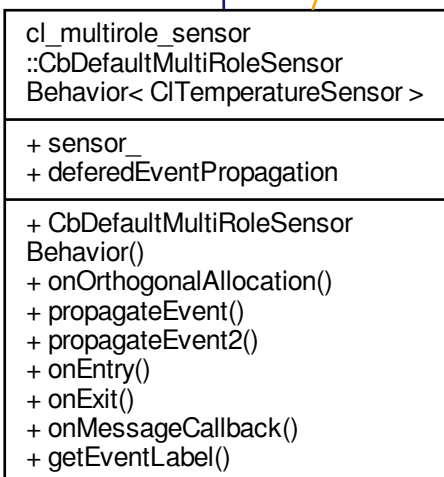 cl_multirole_sensor
::CbDefaultMultiRoleSensor
Behavior< ClTemperatureSensor >
+ sensor_
+ deferedEventPropagation
+ CbDefaultMultiRoleSensor
Behavior()
+ onOrthogonalAllocation()
+ propagateEvent()
+ propagateEvent2()
+ onEntry()
+ onExit()
+ onMessageCallback()
+ getEventLabel()